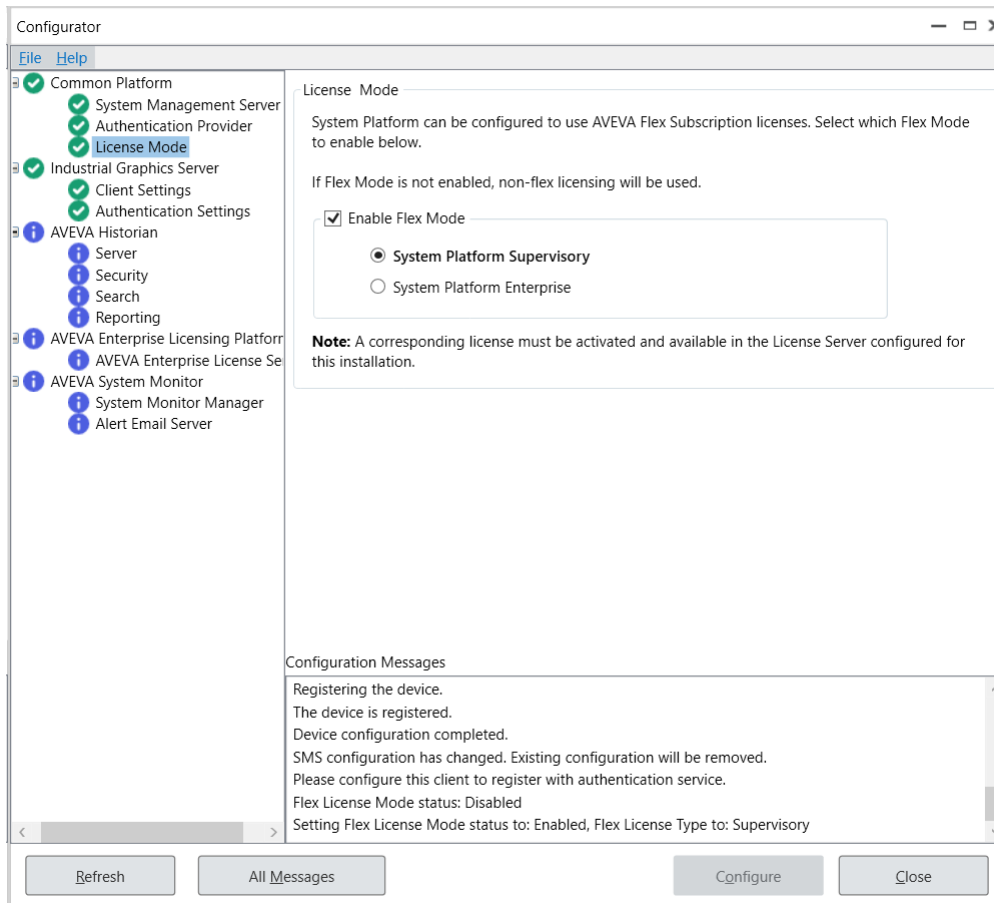 Configurator
File Help
Common Platform
System Management Server
Authentication Provider
License Mode
Industrial Graphics Server
Client Settings
Authentication Settings
AVEVA Historian
Server
Security
Search
Reporting
AVEVA Enterprise Licensing Platforr
AVEVA Enterprise License Se
AVEVA System Monitor
System Monitor Manager
Alert Email Server
License Mode
System Platform can be configured to use AVEVA Flex Subscription licenses. Select which Flex Mode
to enable below.
If Flex Mode is not enabled, non-flex licensing will be used.
Enable Flex Mode
System Platform Supervisory
System Platform Enterprise
Note: A corresponding license must be activated and available in the License Server configured for
this installation.
Configuration Messages
Registering the device.
The device is registered.
Device configuration completed.
SMS configuration has changed. Existing configuration will be removed.
Please configure this client to register with authentication service.
Flex License Mode status: Disabled
Setting Flex License Mode status to: Enabled, Flex License Type to: Supervisory
Refresh
All Messages
Configure
Close